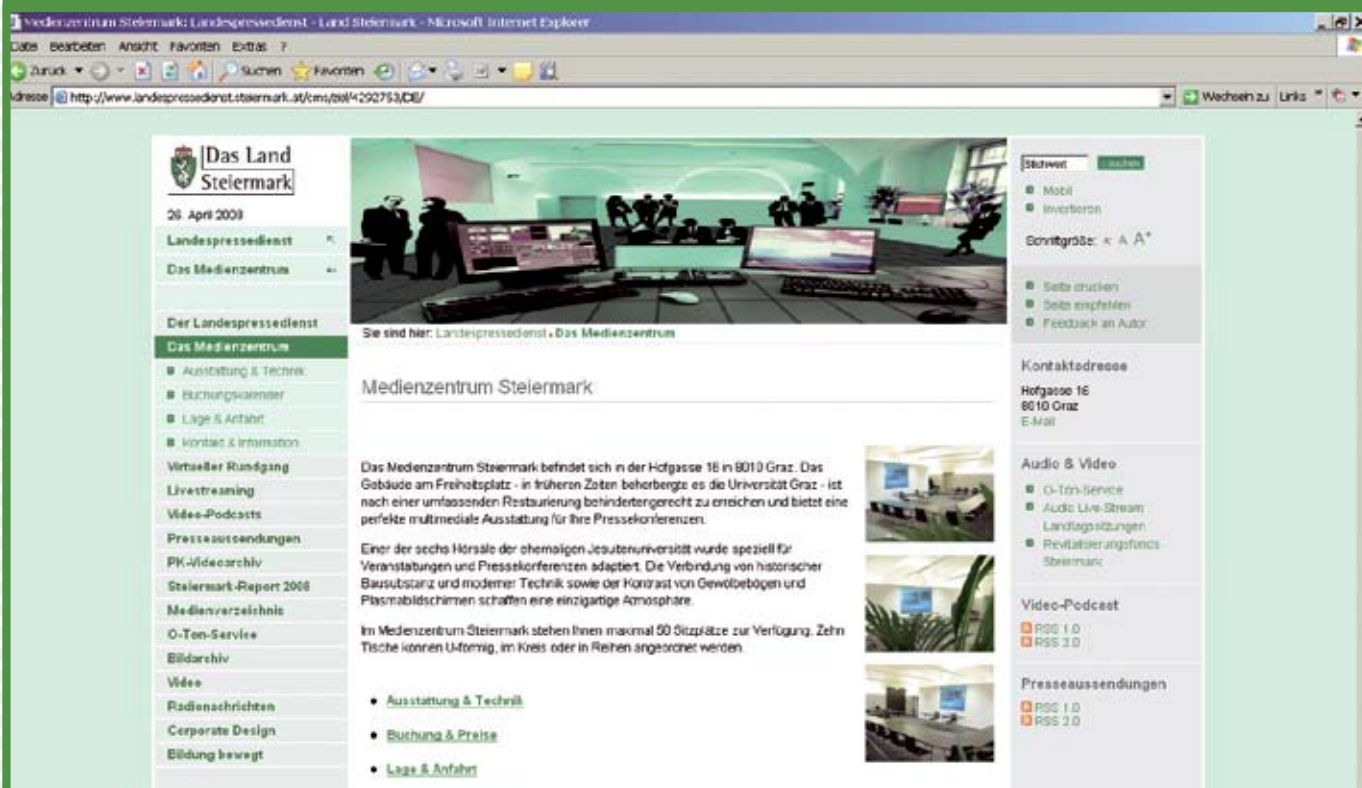 Medienzentrum Steiermark: Landespressedienst - Land Steiermark - Microsoft Internet Explorer
Datei Bearbeiten Ansicht Favoriten Extras ?
Zurück Suchen Favoriten
Adresse http://www.landespressedienst.steiermark.at/cms/ziel/4292753/DE/ Wechseln zu Links
Das Land
Steiermark
26. April 2008
Landespressedienst
Das Medienzentrum
Der Landespressedienst
Das Medienzentrum
Ausstattung & Technik
Buchungskalender
Lage & Anfahrt
Kontakt & Information
Virtueller Rundgang
Livestreaming
Video-Podcasts
Presseaussendungen
PK-Videoarchiv
Steiermark-Report 2008
Medienverzeichnis
O-Ton-Service
Bildarchiv
Video
Radionachrichten
Corporate Design
Bildung bewegt
Sie sind hier: Landespressedienst Das Medienzentrum
Medienzentrum Steiermark
Das Medienzentrum Steiermark befindet sich in der Hofgasse 16 in 8010 Graz. Das
Gebäude am Freiheitsplatz - in früheren Zeiten beherbergte es die Universität Graz - ist
nach einer umfassenden Restaurierung behindertengerecht zu erreichen und bietet eine
perfekte multimediale Ausstattung für Ihre Pressekonferenzen.
Einer der sechs Hörsäle der ehemaligen Jesuitenuniversität wurde speziell für
Veranstaltungen und Pressekonferenzen adaptiert. Die Verbindung von historischer
Bausubstanz und moderner Technik sowie der Kontrast von Gewölbebögen und
Plasmabildschirmen schaffen eine einzigartige Atmosphäre.
Im Medienzentrum Steiermark stehen Ihnen maximal 50 Sitzplätze zur Verfügung. Zehn
Tische können U-förmig, im Kreis oder in Reihen angeordnet werden.
Ausstattung & Technik
Buchung & Preise
Lage & Anfahrt
Stichwort suchen
Mobil
Invertieren
Schriftgröße: A A A+
Seite drucken
Seite empfehlen
Feedback an Autor
Kontaktadresse
Hofgasse 16
8010 Graz
E-Mail
Audio & Video
O-Ton-Service
Audio Live-Stream
Landtagssitzungen
Revitalisierungsfonds
Steiermark
Video-Podcast
RSS 1.0
RSS 2.0
Presseaussendungen
RSS 1.0
RSS 2.0